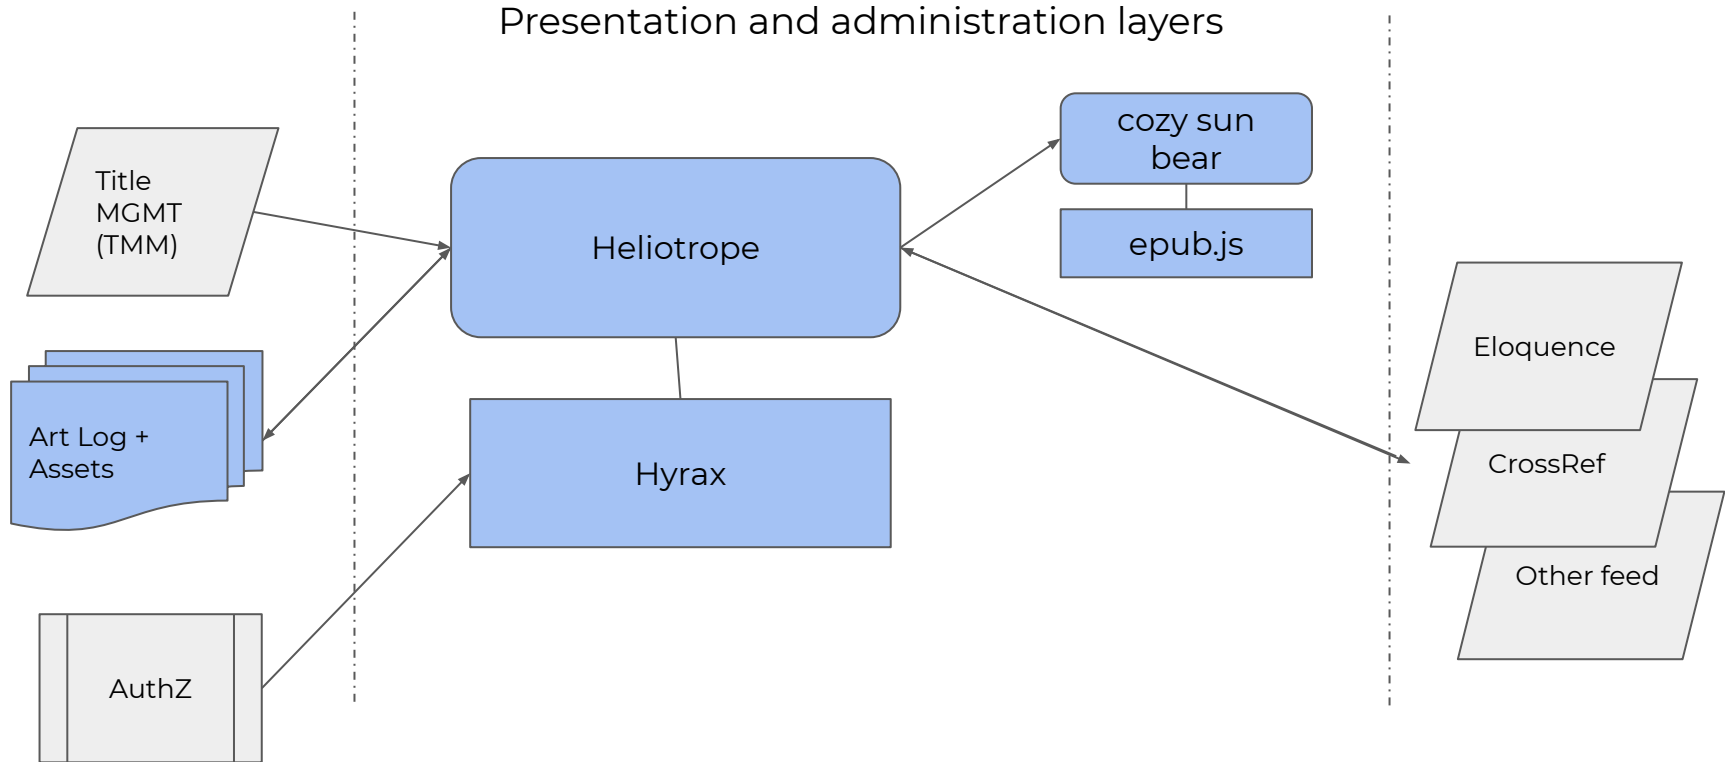 Presentation and administration layers
Title
MGMT
(TMM)
Art Log +
Assets
AuthZ
Heliotrope
Hyrax
cozy sun
bear
epub.js
Eloquence
CrossRef
Other feed